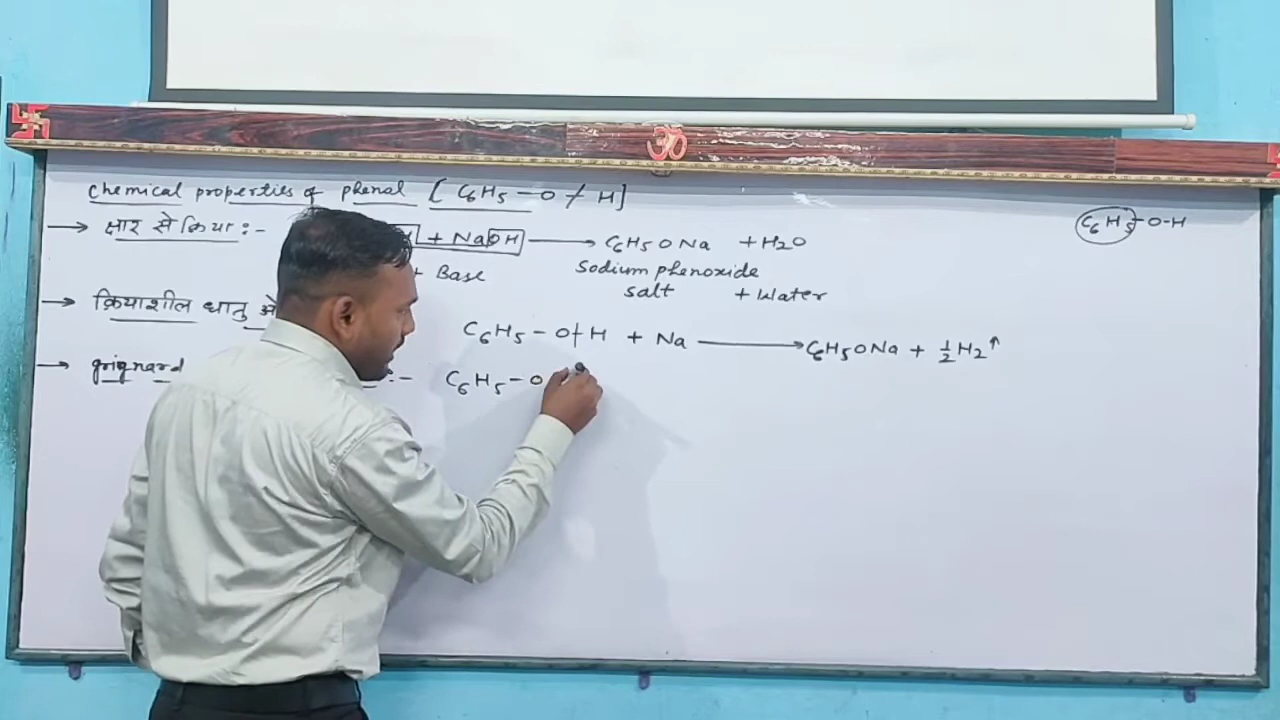 ॐ
chemical properties of phenal [C6H5 – O / H]
C6H5 – O-H
→ क्षार से क्रिया :- H + NaOH → C6H5ONa + H2O
+ Base Sodium phenoxide
salt + Water
→ क्रियाशील धातु से
C6H5 – O/H + Na → C6H5ONa + ½H2↑
→ grignard :- C6H5 – O